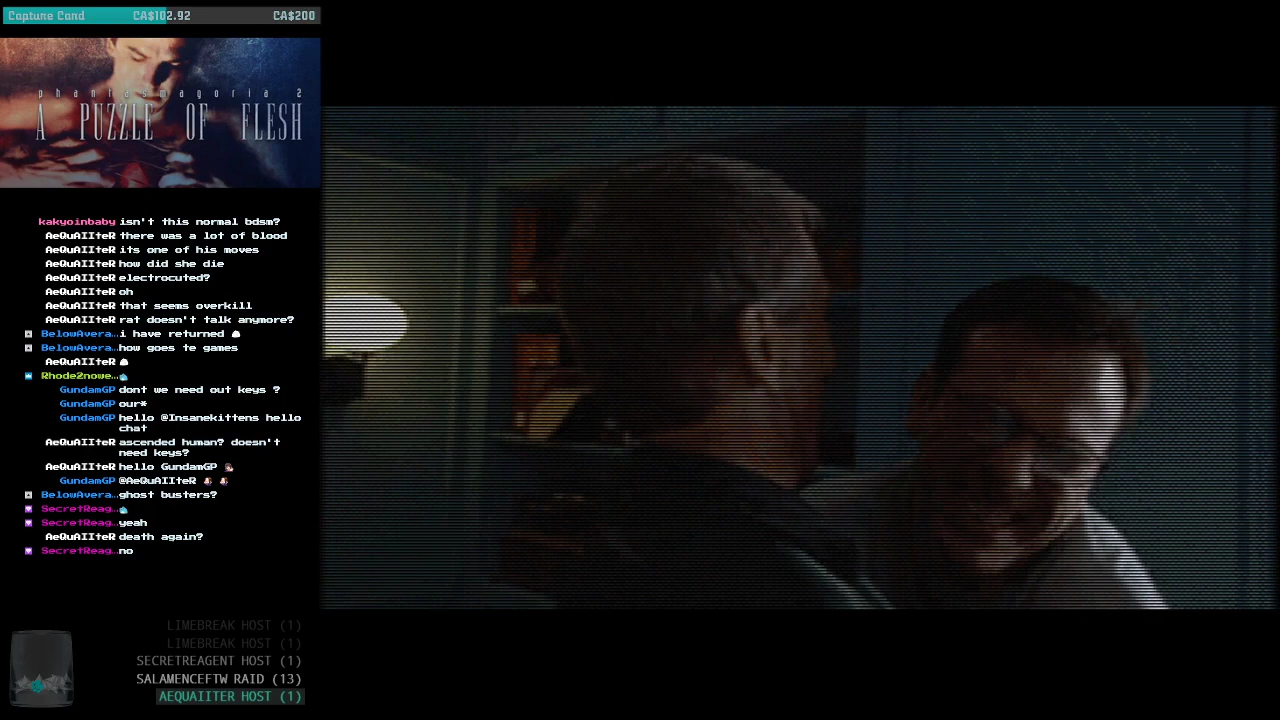 Capture Card CA$102.92 CA$200
phantasmagoria 2
A PUZZLE OF FLESH
kakyoinbaby isn't this normal bdsm?
AeQuAIIteR there was a lot of blood
AeQuAIIteR its one of his moves
AeQuAIIteR how did she die
AeQuAIIteR electrocuted?
AeQuAIIteR oh
AeQuAIIteR that seems overkill
AeQuAIIteR rat doesn't talk anymore?
BelowAvera… i have returned
BelowAvera… how goes te games
AeQuAIIteR
Rhode2nowe…
GundamGP dont we need out keys ?
GundamGP our*
GundamGP hello @Insanekittens hello
chat
AeQuAIIteR ascended human? doesn't
need keys?
AeQuAIIteR hello GundamGP
GundamGP @AeQuAIIteR
BelowAvera… ghost busters?
SecretReag…
SecretReag… yeah
AeQuAIIteR death again?
SecretReag… no
LIMEBREAK HOST (1)
LIMEBREAK HOST (1)
SECRETREAGENT HOST (1)
SALAMENCEFTW RAID (13)
AEQUAIITER HOST (1)